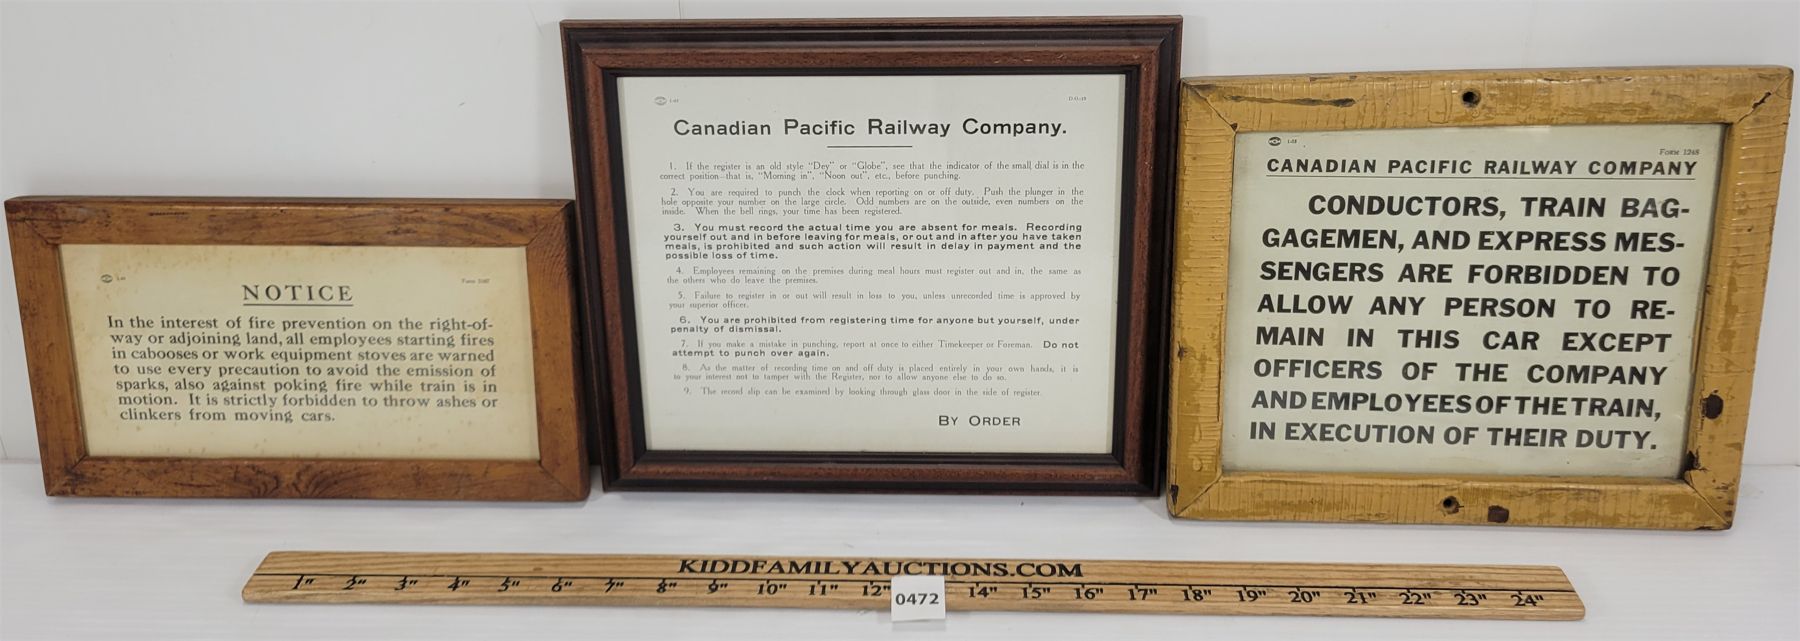 NOTICE
In the interest of fire prevention on the right-of-
way or adjoining land, all employees starting fires
in cabooses or work equipment stoves are warned
to use every precaution to avoid the emission of
sparks, also against poking fire while train is in
motion. It is strictly forbidden to throw ashes or
clinkers from moving cars.
D.C.-19
Canadian Pacific Railway Company.
1. If the register is an old style "Dey" or "Globe", see that the indicator of the small dial is in the
correct position—that is, "Morning in", "Noon out", etc., before punching.
2. You are required to punch the clock when reporting on or off duty. Push the plunger in the
hole opposite your number on the large circle. Odd numbers are on the outside, even numbers on the
inside. When the bell rings, your time has been registered.
3. You must record the actual time you are absent for meals. Recording
yourself out and in before leaving for meals, or out and in after you have taken
meals, is prohibited and such action will result in delay in payment and the
possible loss of time.
4. Employees remaining on the premises during meal hours must register out and in, the same as
the others who do leave the premises.
5. Failure to register in or out will result in loss to you, unless unrecorded time is approved by
your superior officer.
6. You are prohibited from registering time for anyone but yourself, under
penalty of dismissal.
7. If you make a mistake in punching, report at once to either Timekeeper or Foreman. Do not
attempt to punch over again.
8. As the matter of recording time on and off duty is placed entirely in your own hands, it is
to your interest not to tamper with the Register, nor to allow anyone else to do so.
9. The record slip can be examined by looking through glass door in the side of register.
BY ORDER
Form 1248
CANADIAN PACIFIC RAILWAY COMPANY
CONDUCTORS, TRAIN BAG-
GAGEMEN, AND EXPRESS MES-
SENGERS ARE FORBIDDEN TO
ALLOW ANY PERSON TO RE-
MAIN IN THIS CAR EXCEPT
OFFICERS OF THE COMPANY
AND EMPLOYEES OF THE TRAIN,
IN EXECUTION OF THEIR DUTY.
KIDDFAMILYAUCTIONS.COM
1" 2" 3" 4" 5" 6" 7" 8" 9" 10" 11" 12" 14" 15" 16" 17" 18" 19" 20" 21" 22" 23" 24"
0472